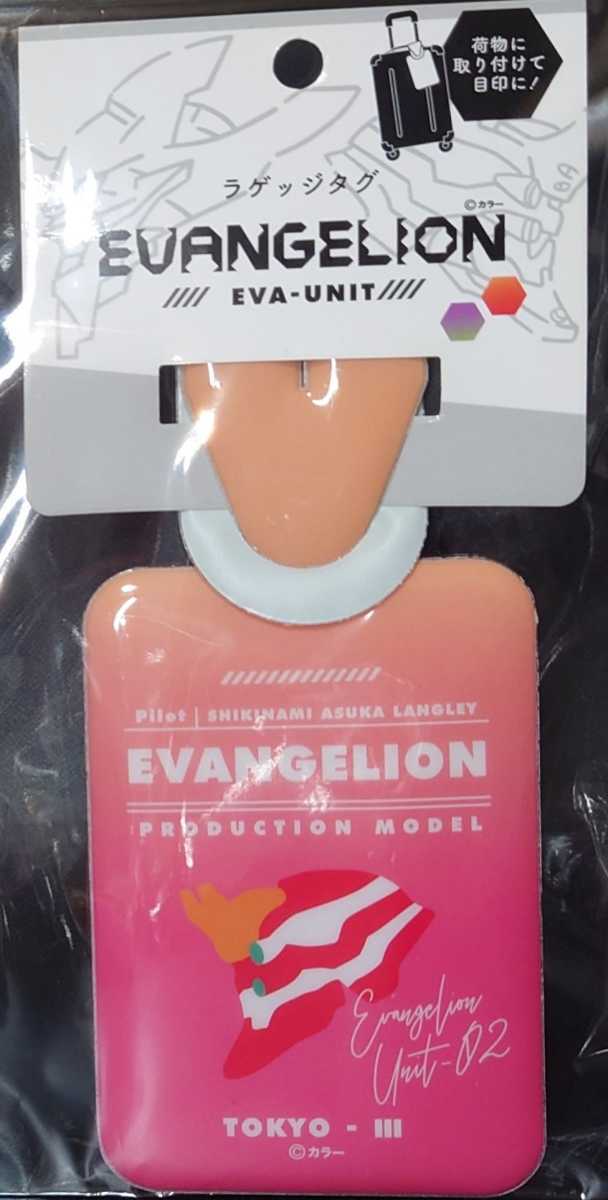 荷物に
取り付けて
目印に!
ラゲッジタグ
©カラー
EVANGELION
//// EVA-UNIT ////
Pilot | SHIKINAMI ASUKA LANGLEY
EVANGELION
PRODUCTION MODEL
Evangelion
Unit-02
TOKYO - III
©カラー